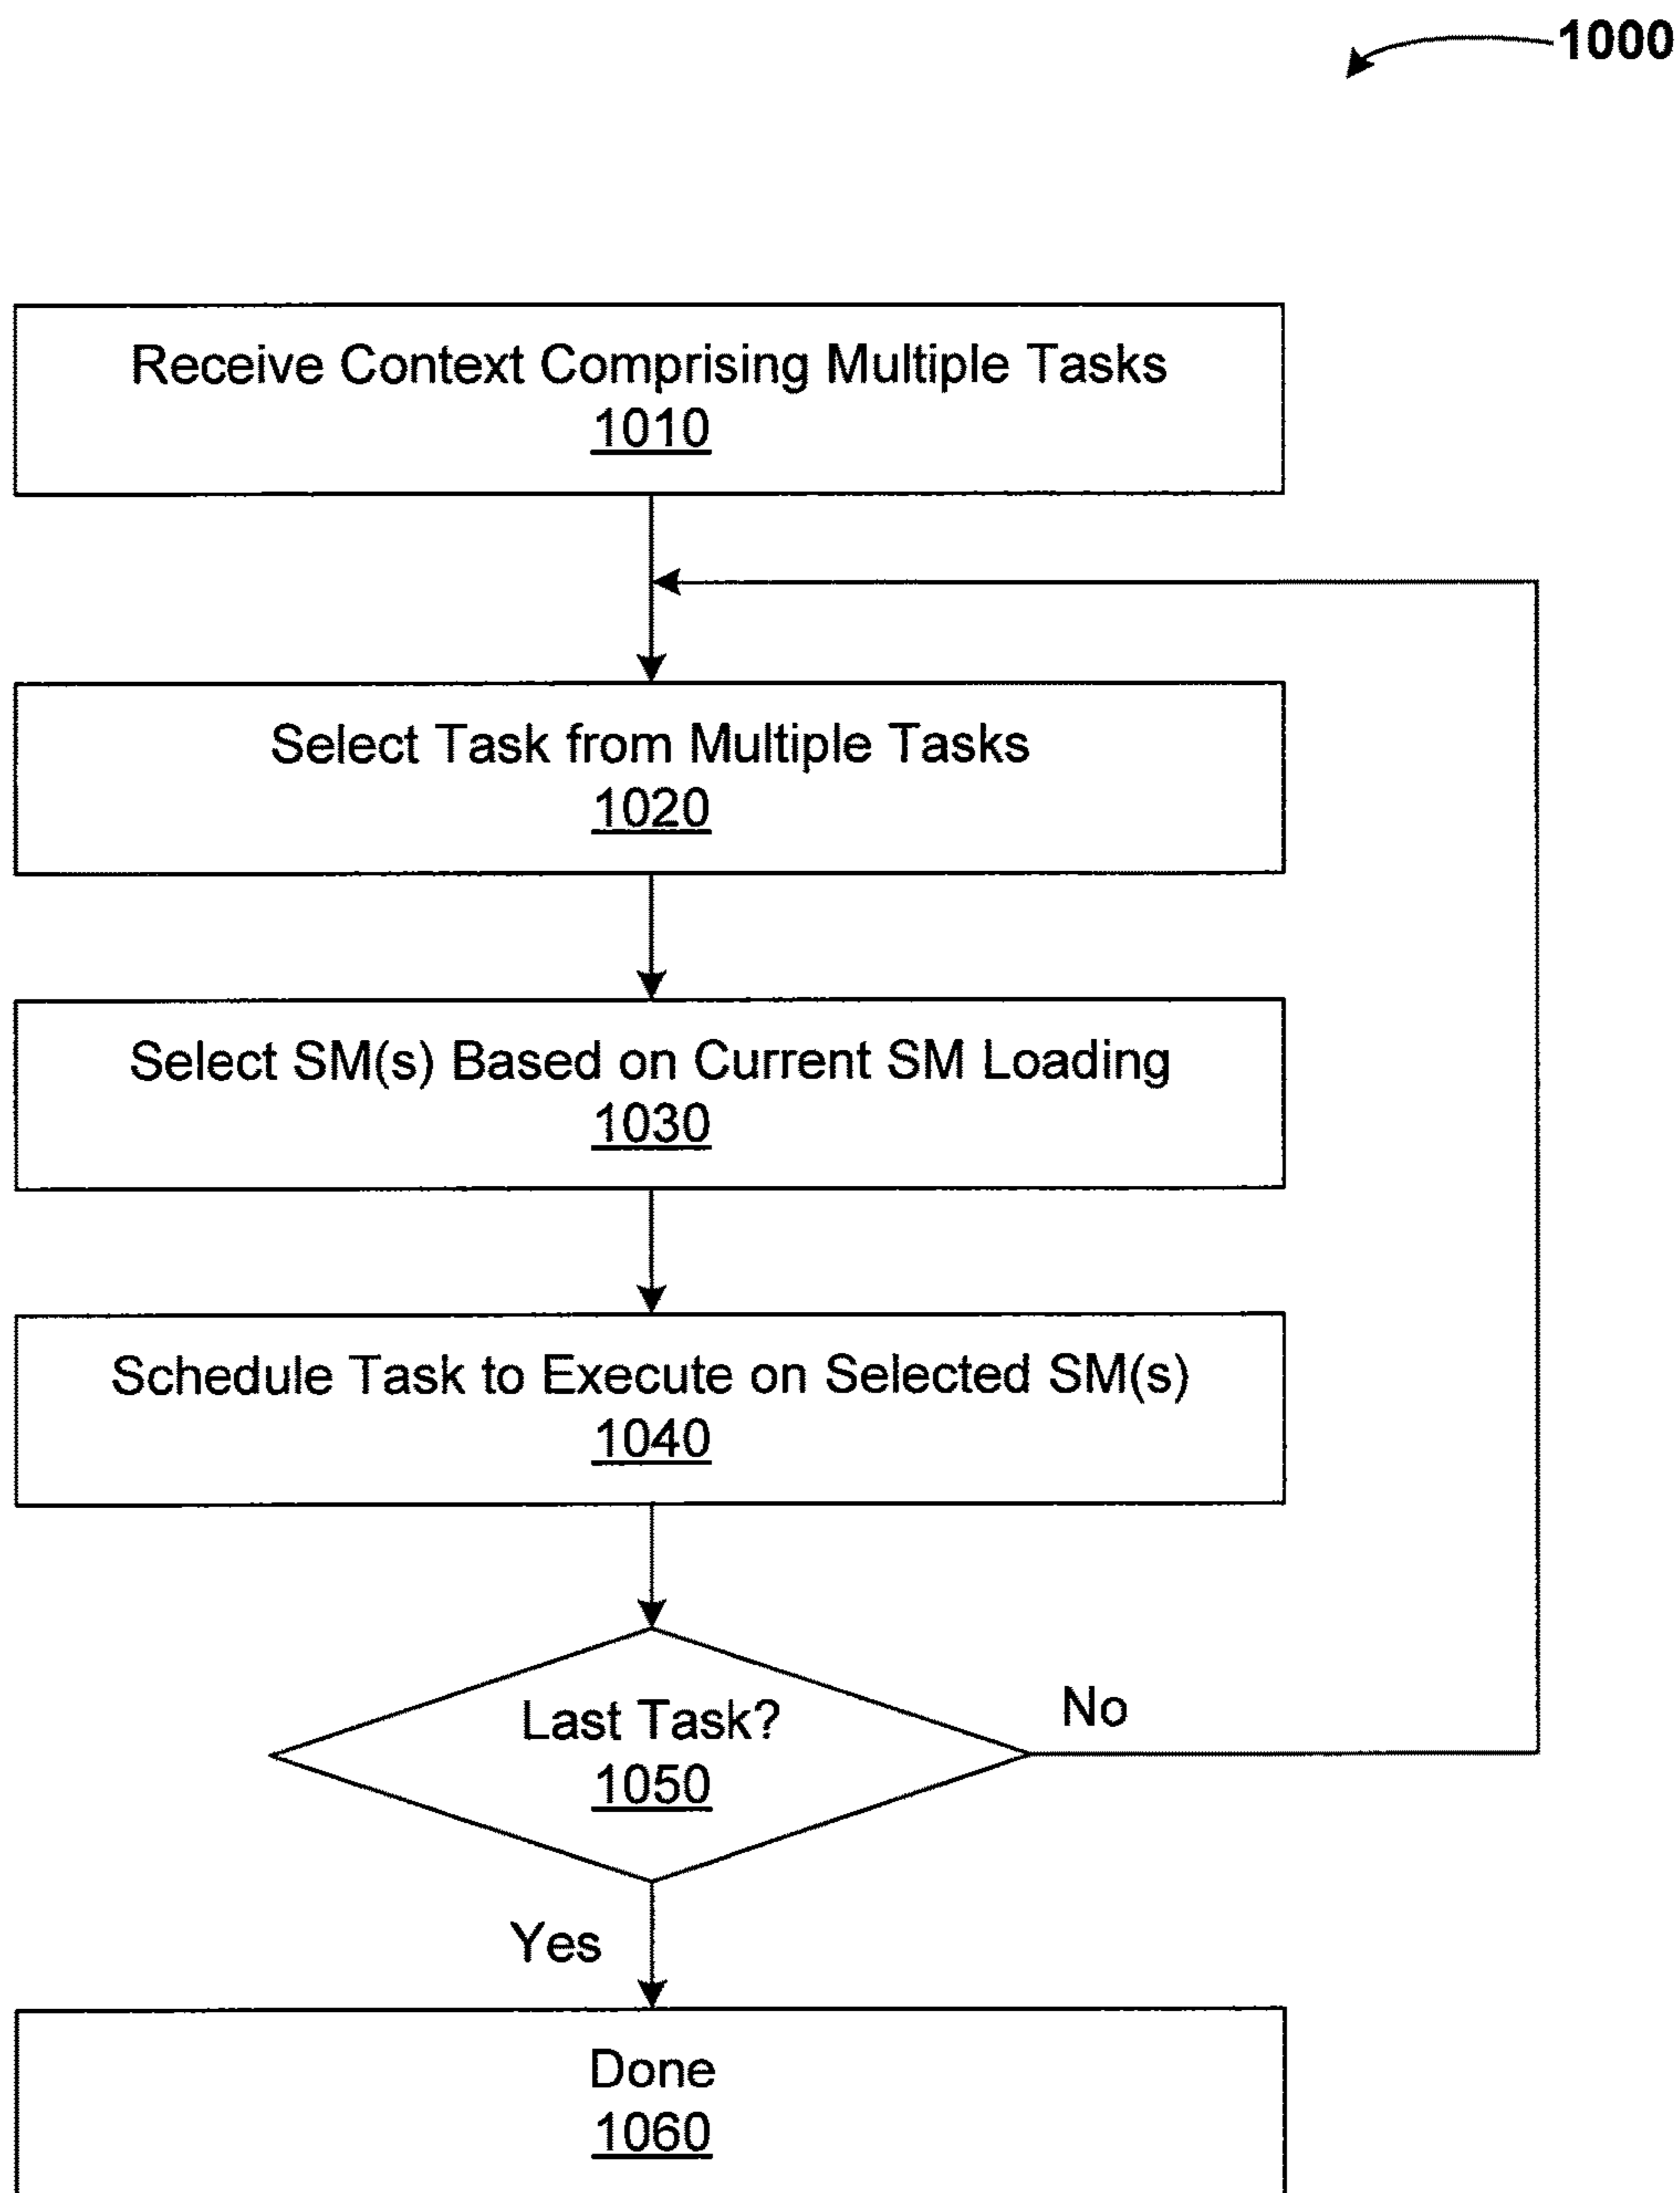 1000
Receive Context Comprising Multiple Tasks
1010
Select Task from Multiple Tasks
1020
Select SM(s) Based on Current SM Loading
1030
Schedule Task to Execute on Selected SM(s)
1040
Last Task?
1050
No
Yes
Done
1060